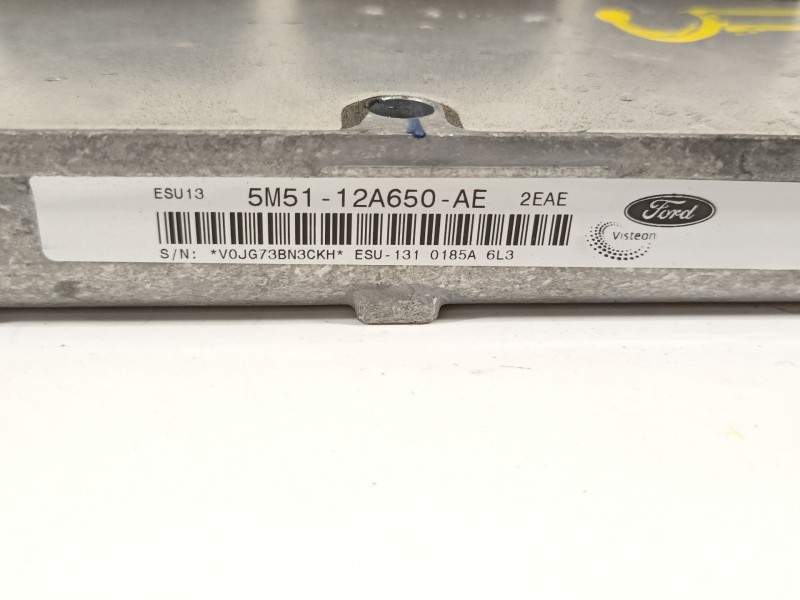 ESU13 5M51-12A650-AE 2EAE
Ford
Visteon
S/N: *V0JG73BN3CKH* ESU-131 0185A 6L3